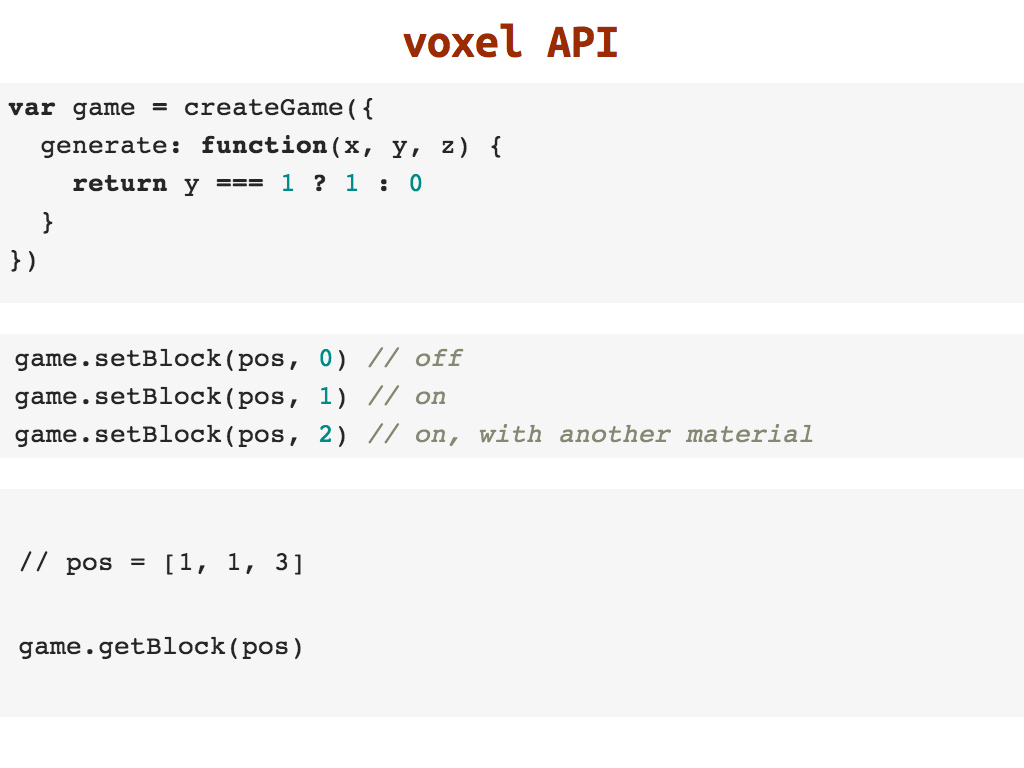 voxel API
var game = createGame({
  generate: function(x, y, z) {
    return y === 1 ? 1 : 0
  }
})
game.setBlock(pos, 0) // off
game.setBlock(pos, 1) // on
game.setBlock(pos, 2) // on, with another material
// pos = [1, 1, 3]
game.getBlock(pos)